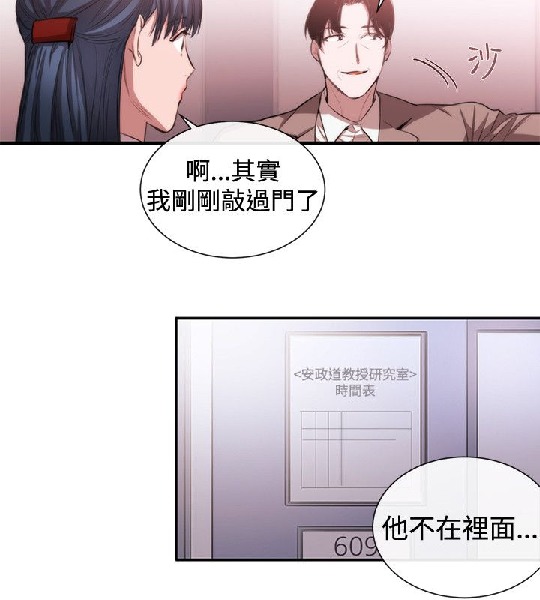 沙
啊...其實
我剛剛敲過門了
<安政道教授研究室>
時間表
他不在裡面...
609